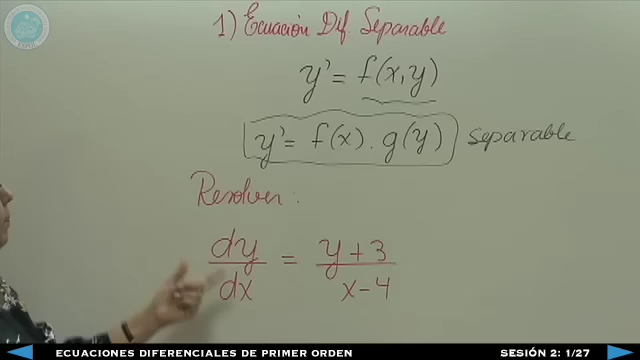 1) Ecuación Dif. Separable
y' = f(x,y)
y' = f(x) . g(y) separable
Resolver:
dy/dx = y+3/x-4
ECUACIONES DIFERENCIALES DE PRIMER ORDEN
SESIÓN 2: 1/27